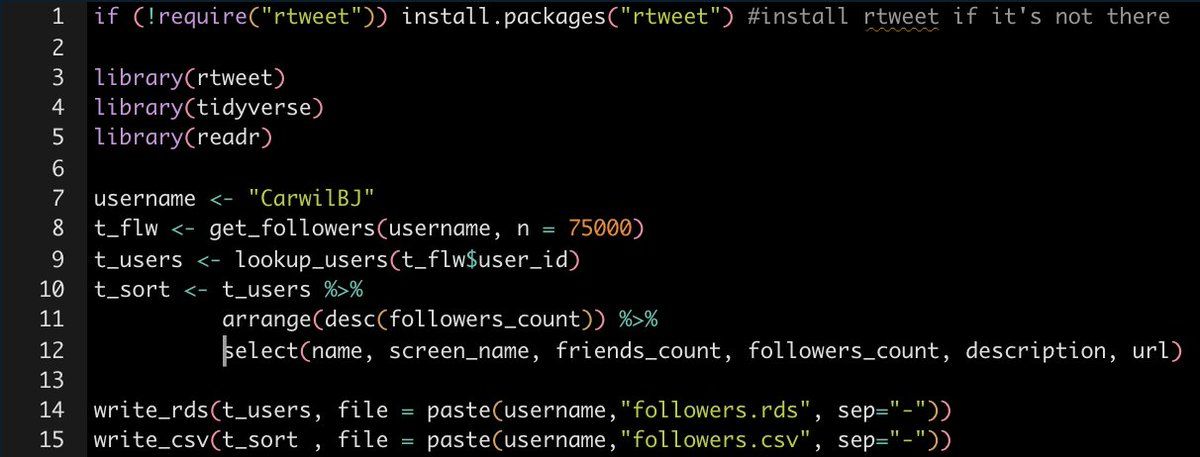 1 if (!require("rtweet")) install.packages("rtweet") #install rtweet if it's not there
2
3 library(rtweet)
4 library(tidyverse)
5 library(readr)
6
7 username <- "CarwilBJ"
8 t_flw <- get_followers(username, n = 75000)
9 t_users <- lookup_users(t_flw$user_id)
10 t_sort <- t_users %>%
11 arrange(desc(followers_count)) %>%
12 select(name, screen_name, friends_count, followers_count, description, url)
13
14 write_rds(t_users, file = paste(username,"followers.rds", sep="-"))
15 write_csv(t_sort , file = paste(username,"followers.csv", sep="-"))